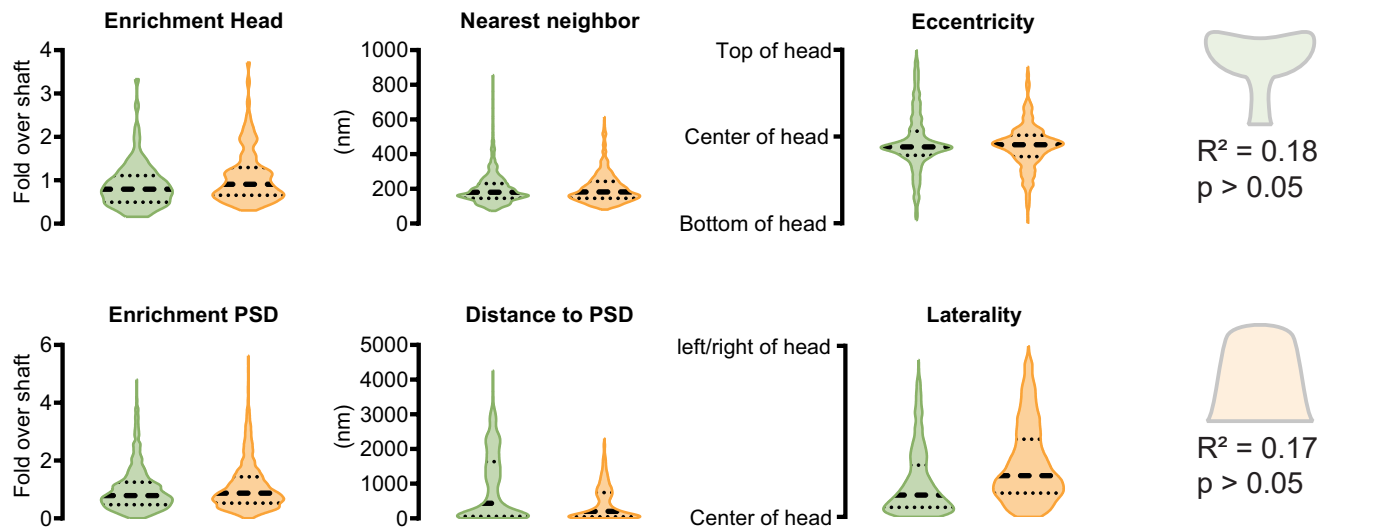 Enrichment Head
Fold over shaft
4
3
2
1
0
Nearest neighbor
(nm)
1000
800
600
400
200
0
Eccentricity
Top of head
Center of head
Bottom of head
R² = 0.18
p > 0.05
Enrichment PSD
Fold over shaft
6
4
2
0
Distance to PSD
(nm)
5000
4000
3000
2000
1000
0
Laterality
left/right of head
Center of head
R² = 0.17
p > 0.05